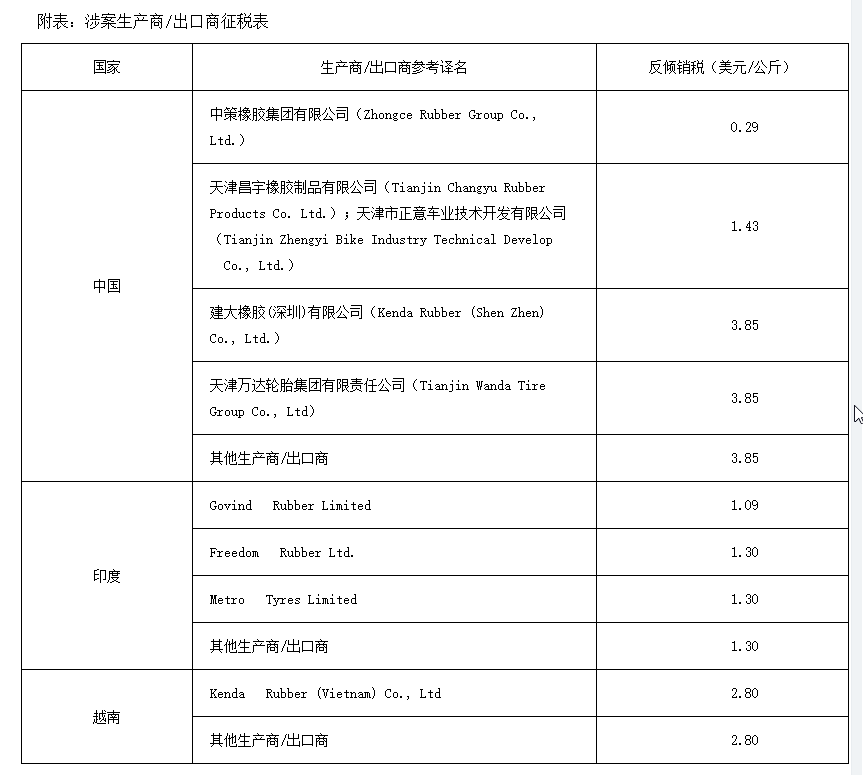 附表：涉案生产商/出口商征税表
国家
生产商/出口商参考译名
反倾销税（美元/公斤）
中国
中策橡胶集团有限公司（Zhongce Rubber Group Co.,
Ltd.）
0.29
天津昌宇橡胶制品有限公司（Tianjin Changyu Rubber
Products Co. Ltd.）；天津市正意车业技术开发有限公司
（Tianjin Zhengyi Bike Industry Technical Develop
Co., Ltd.）
1.43
建大橡胶(深圳)有限公司（Kenda Rubber (Shen Zhen)
Co., Ltd.）
3.85
天津万达轮胎集团有限责任公司（Tianjin Wanda Tire
Group Co., Ltd）
3.85
其他生产商/出口商
3.85
印度
Govind Rubber Limited
1.09
Freedom Rubber Ltd.
1.30
Metro Tyres Limited
1.30
其他生产商/出口商
1.30
越南
Kenda Rubber (Vietnam) Co., Ltd
2.80
其他生产商/出口商
2.80